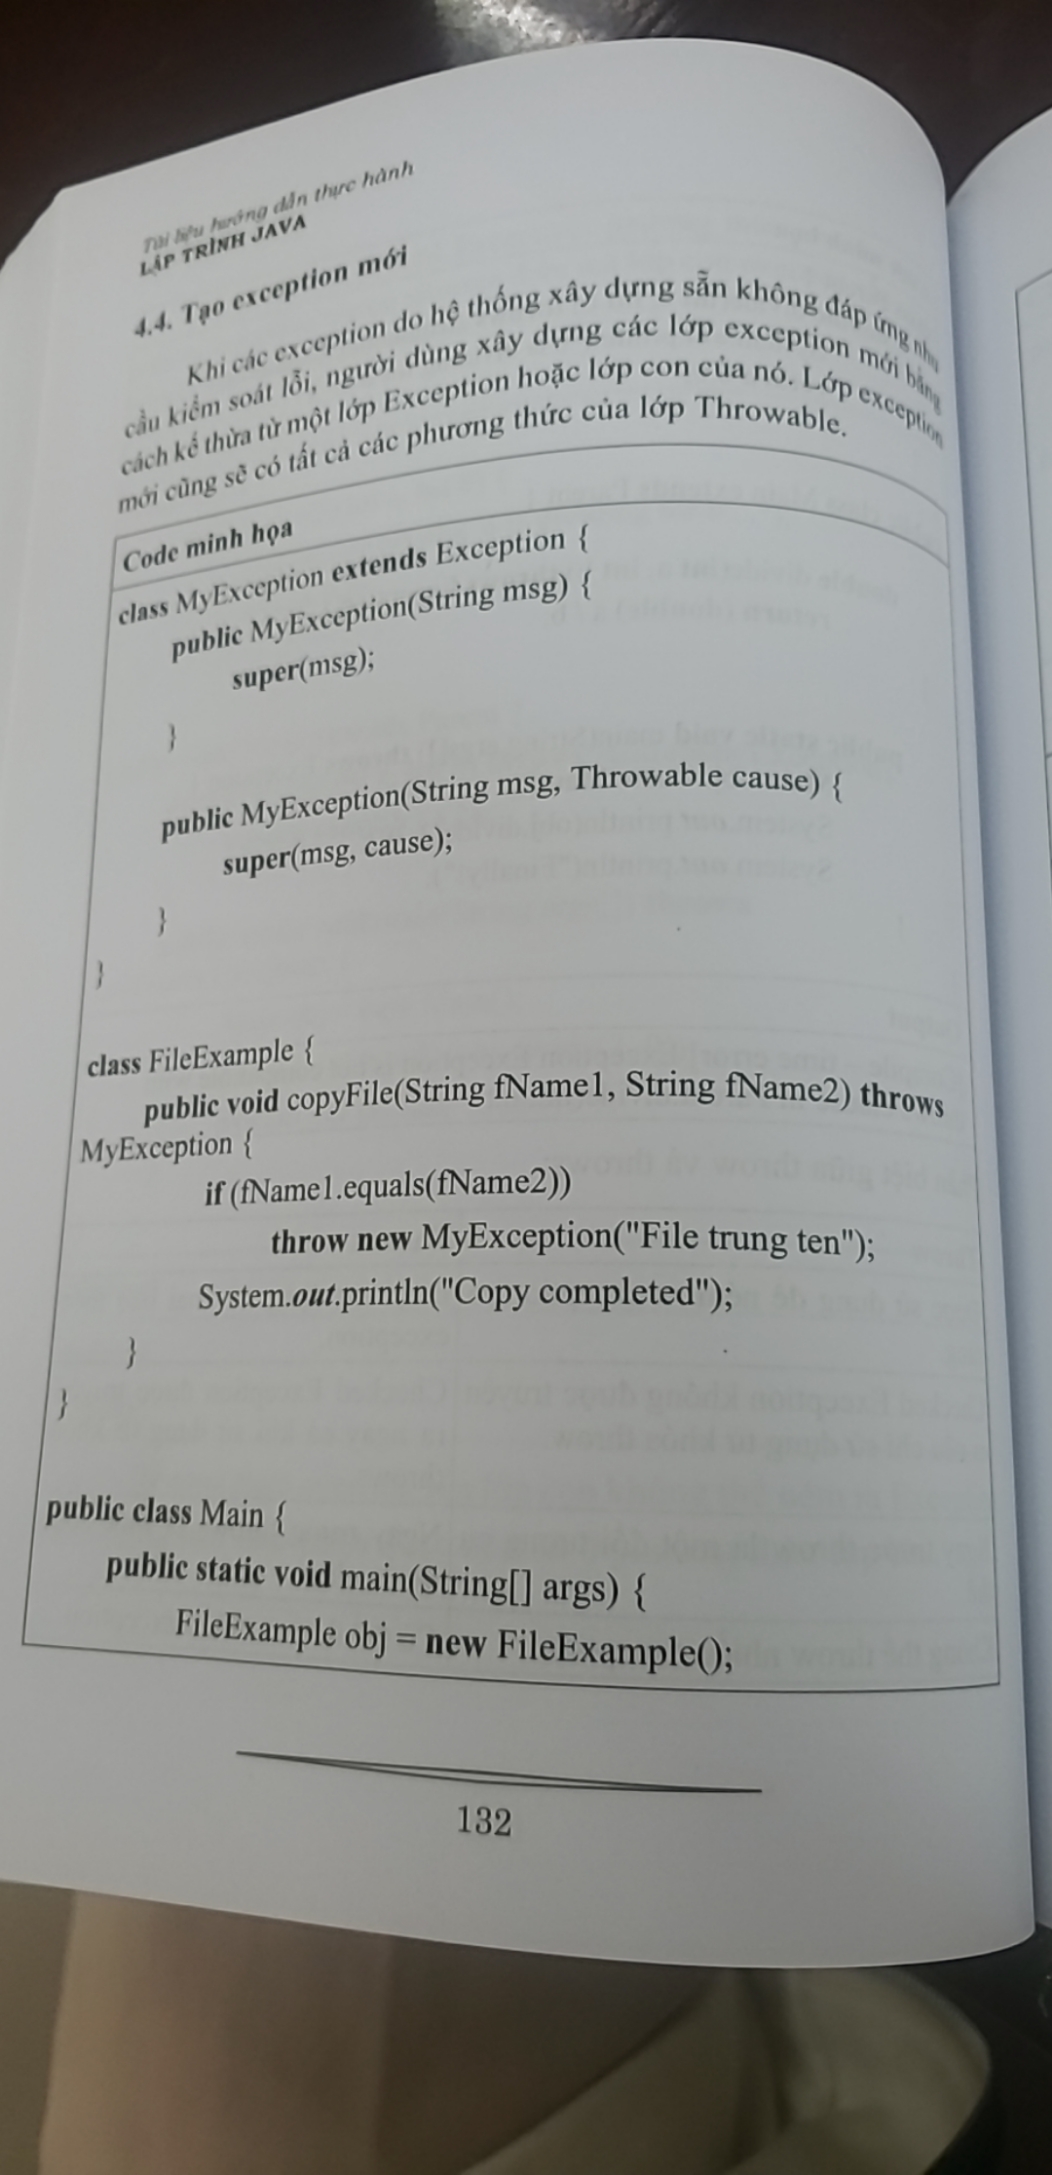 Tài liệu hướng dẫn thực hành
LẬP TRÌNH JAVA
4.4. Tạo exception mới
Khi các exception do hệ thống xây dựng sẵn không đáp ứng nhu
cầu kiểm soát lỗi, người dùng xây dựng các lớp exception mới bằng
cách kế thừa từ một lớp Exception hoặc lớp con của nó. Lớp exception
mới cũng sẽ có tất cả các phương thức của lớp Throwable.
Code minh họa
class MyException extends Exception {
public MyException(String msg) {
super(msg);
}
public MyException(String msg, Throwable cause) {
super(msg, cause);
}
}
class FileExample {
public void copyFile(String fName1, String fName2) throws
MyException {
if (fName1.equals(fName2))
throw new MyException("File trung ten");
System.out.println("Copy completed");
}
}
public class Main {
public static void main(String[] args) {
FileExample obj = new FileExample();
132